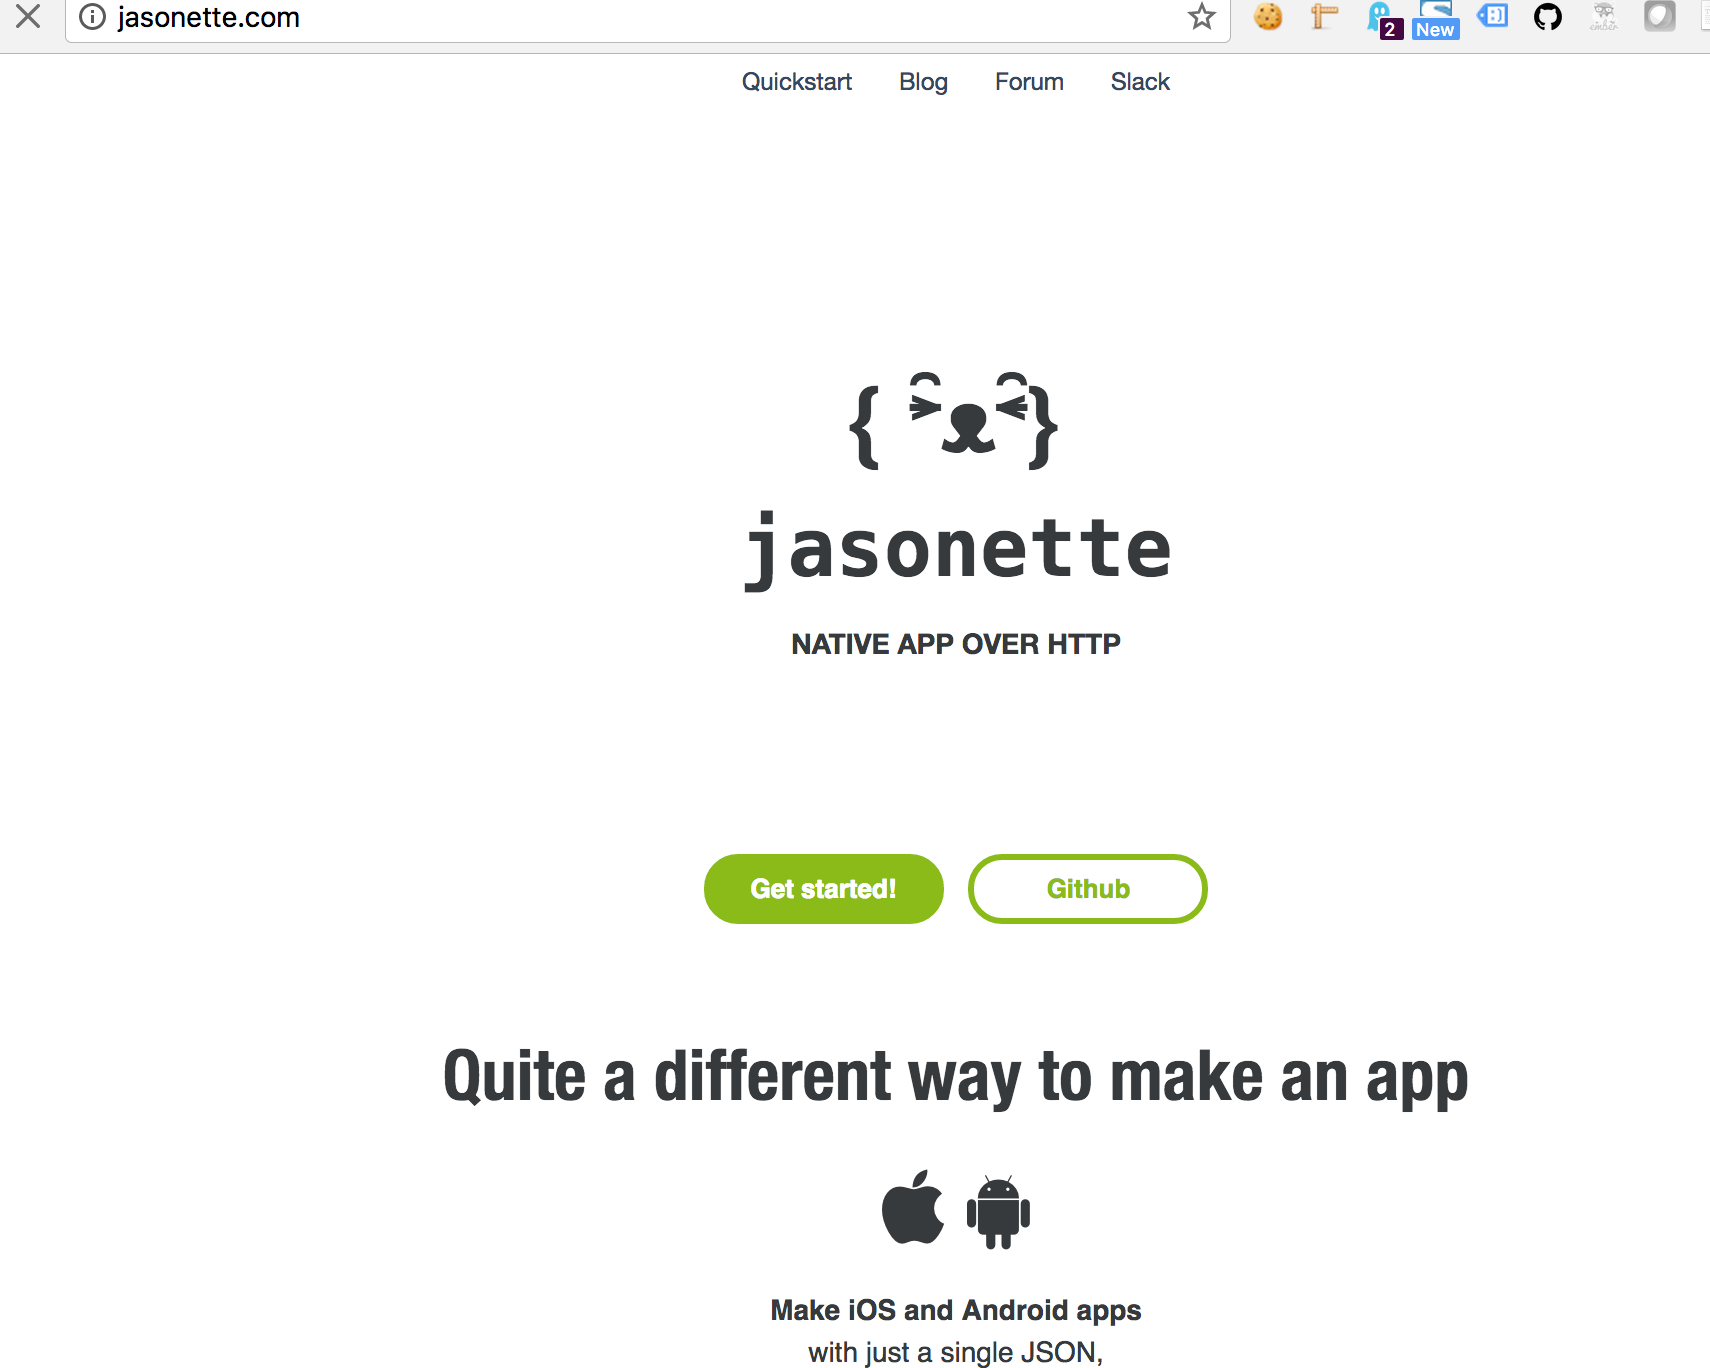 jasonette.com
2
New
Quickstart Blog Forum Slack
jasonette
NATIVE APP OVER HTTP
Get started! Github
Quite a different way to make an app
Make iOS and Android apps
with just a single JSON,